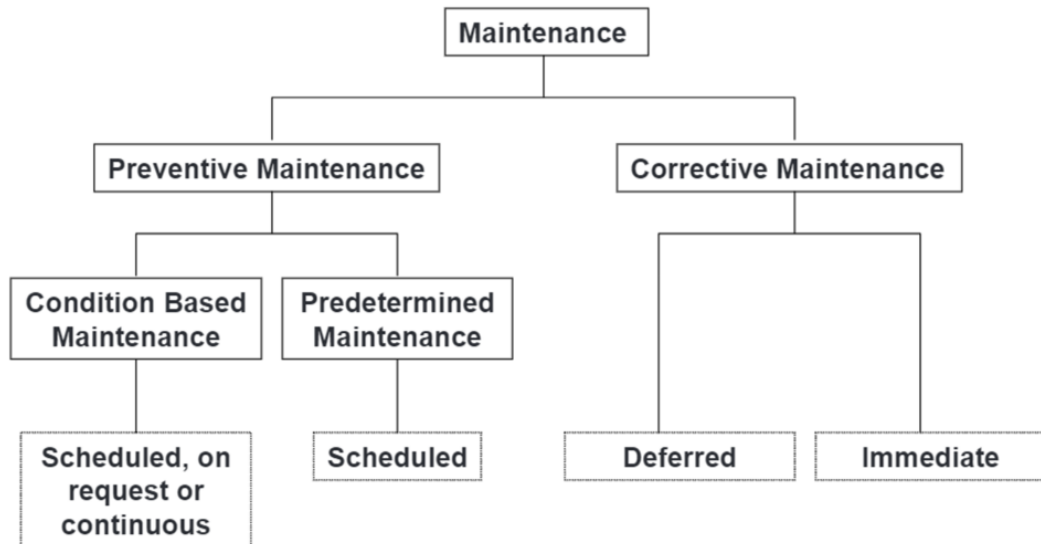 Maintenance
Preventive Maintenance
Corrective Maintenance
Condition Based
Maintenance
Predetermined
Maintenance
Scheduled, on
request or
continuous
Scheduled
Deferred
Immediate